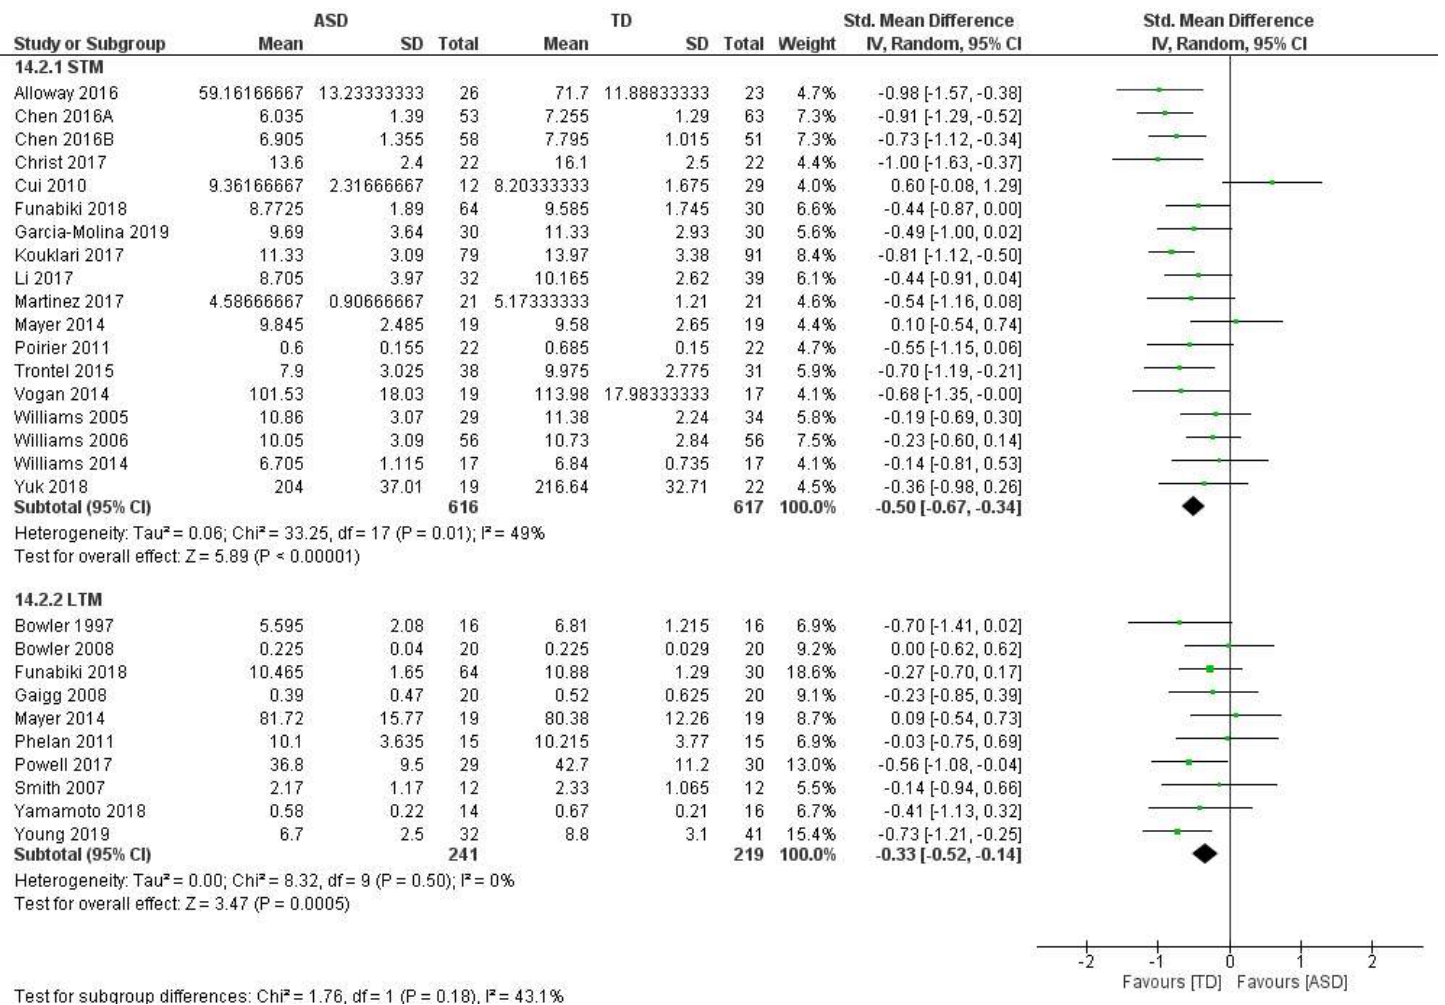 ASD TD Std. Mean Difference Std. Mean Difference
Study or Subgroup Mean SD Total Mean SD Total Weight IV, Random, 95% CI IV, Random, 95% CI
14.2.1 STM
Alloway 2016 59.16166667 13.23333333 26 71.7 11.88833333 23 4.7% -0.98 [-1.57, -0.38]
Chen 2016A 6.035 1.39 53 7.255 1.29 63 7.3% -0.91 [-1.29, -0.52]
Chen 2016B 6.905 1.355 58 7.795 1.015 51 7.3% -0.73 [-1.12, -0.34]
Christ 2017 13.6 2.4 22 16.1 2.5 22 4.4% -1.00 [-1.63, -0.37]
Cui 2010 9.36166667 2.31666667 12 8.20333333 1.675 29 4.0% 0.60 [-0.08, 1.29]
Funabiki 2018 8.7725 1.89 64 9.585 1.745 30 6.6% -0.44 [-0.87, 0.00]
Garcia-Molina 2019 9.69 3.64 30 11.33 2.93 30 5.6% -0.49 [-1.00, 0.02]
Kouklari 2017 11.33 3.09 79 13.97 3.38 91 8.4% -0.81 [-1.12, -0.50]
Li 2017 8.705 3.97 32 10.165 2.62 39 6.1% -0.44 [-0.91, 0.04]
Martinez 2017 4.58666667 0.90666667 21 5.17333333 1.21 21 4.6% -0.54 [-1.16, 0.08]
Mayer 2014 9.845 2.485 19 9.58 2.65 19 4.4% 0.10 [-0.54, 0.74]
Poirier 2011 0.6 0.155 22 0.685 0.15 22 4.7% -0.55 [-1.15, 0.06]
Trontel 2015 7.9 3.025 38 9.975 2.775 31 5.9% -0.70 [-1.19, -0.21]
Vogan 2014 101.53 18.03 19 113.98 17.98333333 17 4.1% -0.68 [-1.35, -0.00]
Williams 2005 10.86 3.07 29 11.38 2.24 34 5.8% -0.19 [-0.69, 0.30]
Williams 2006 10.05 3.09 56 10.73 2.84 56 7.5% -0.23 [-0.60, 0.14]
Williams 2014 6.705 1.115 17 6.84 0.735 17 4.1% -0.14 [-0.81, 0.53]
Yuk 2018 204 37.01 19 216.64 32.71 22 4.5% -0.36 [-0.98, 0.26]
Subtotal (95% CI) 616 617 100.0% -0.50 [-0.67, -0.34]
Heterogeneity: Tau² = 0.06; Chi² = 33.25, df = 17 (P = 0.01); I² = 49%
Test for overall effect: Z = 5.89 (P < 0.00001)
14.2.2 LTM
Bowler 1997 5.595 2.08 16 6.81 1.215 16 6.9% -0.70 [-1.41, 0.02]
Bowler 2008 0.225 0.04 20 0.225 0.029 20 9.2% 0.00 [-0.62, 0.62]
Funabiki 2018 10.465 1.65 64 10.88 1.29 30 18.6% -0.27 [-0.70, 0.17]
Gaigg 2008 0.39 0.47 20 0.52 0.625 20 9.1% -0.23 [-0.85, 0.39]
Mayer 2014 81.72 15.77 19 80.38 12.26 19 8.7% 0.09 [-0.54, 0.73]
Phelan 2011 10.1 3.635 15 10.215 3.77 15 6.9% -0.03 [-0.75, 0.69]
Powell 2017 36.8 9.5 29 42.7 11.2 30 13.0% -0.56 [-1.08, -0.04]
Smith 2007 2.17 1.17 12 2.33 1.065 12 5.5% -0.14 [-0.94, 0.66]
Yamamoto 2018 0.58 0.22 14 0.67 0.21 16 6.7% -0.41 [-1.13, 0.32]
Young 2019 6.7 2.5 32 8.8 3.1 41 15.4% -0.73 [-1.21, -0.25]
Subtotal (95% CI) 241 219 100.0% -0.33 [-0.52, -0.14]
Heterogeneity: Tau² = 0.00; Chi² = 8.32, df = 9 (P = 0.50); I² = 0%
Test for overall effect: Z = 3.47 (P = 0.0005)
-2 -1 0 1 2
Favours [TD] Favours [ASD]
Test for subgroup differences: Chi² = 1.76, df = 1 (P = 0.18), I² = 43.1%